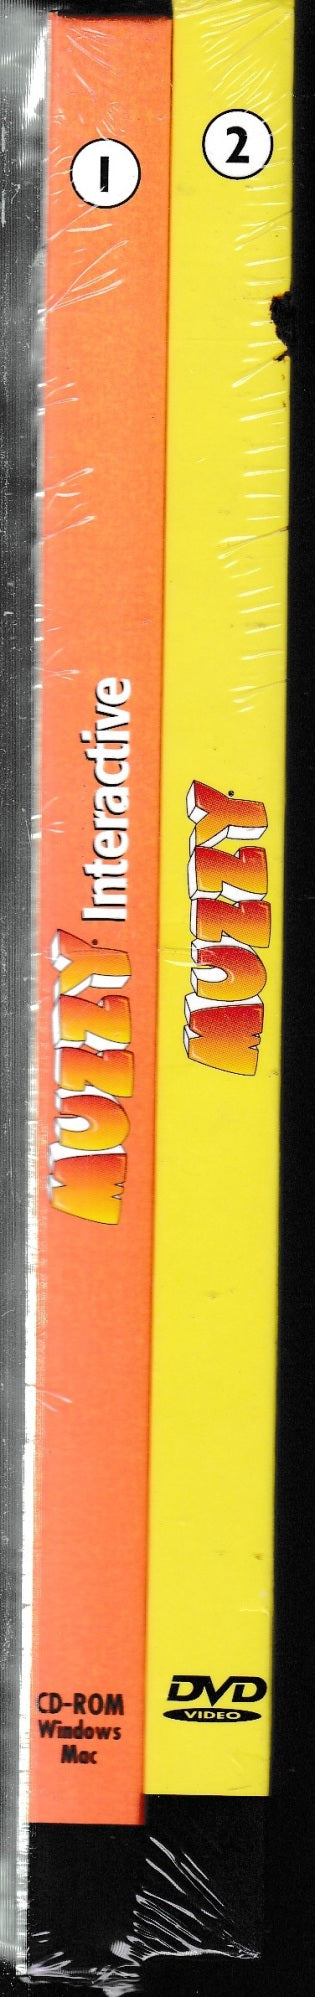 1
MUZZY Interactive
CD-ROM
Windows
Mac
2
MUZZY
DVD
VIDEO